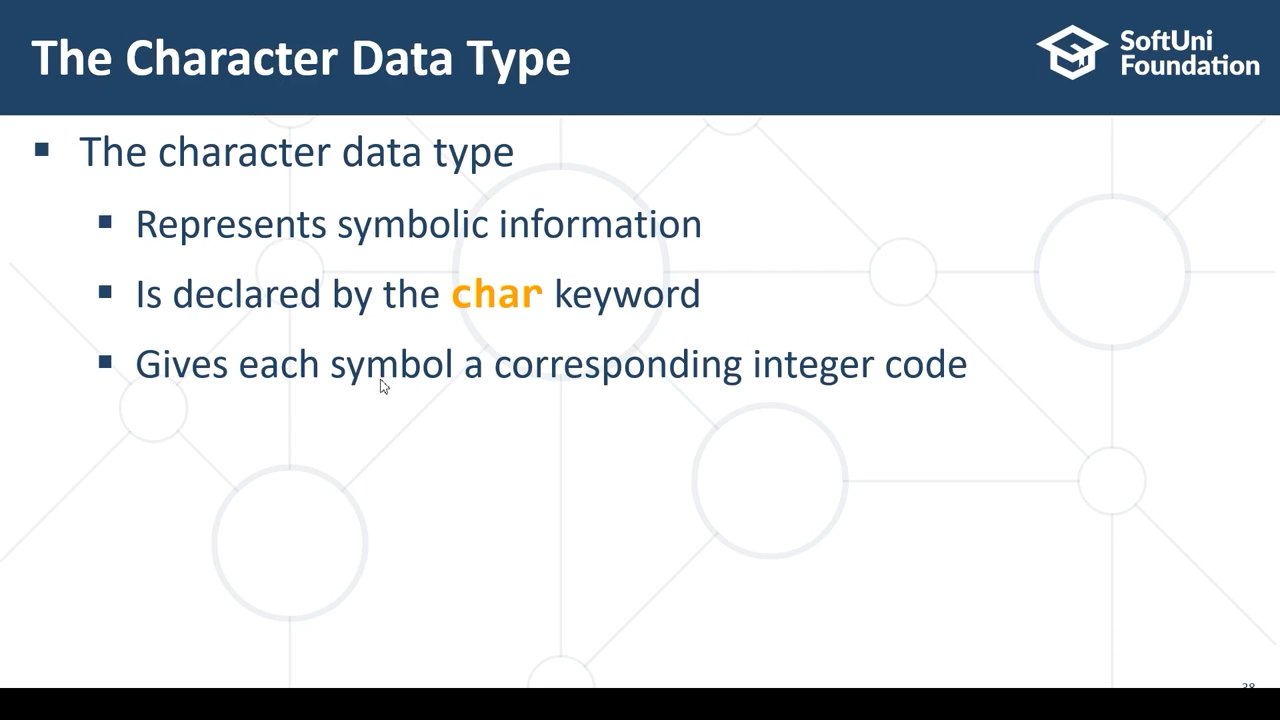 The Character Data Type
SoftUni
Foundation
▪ The character data type
▪ Represents symbolic information
▪ Is declared by the char keyword
▪ Gives each symbol a corresponding integer code
38